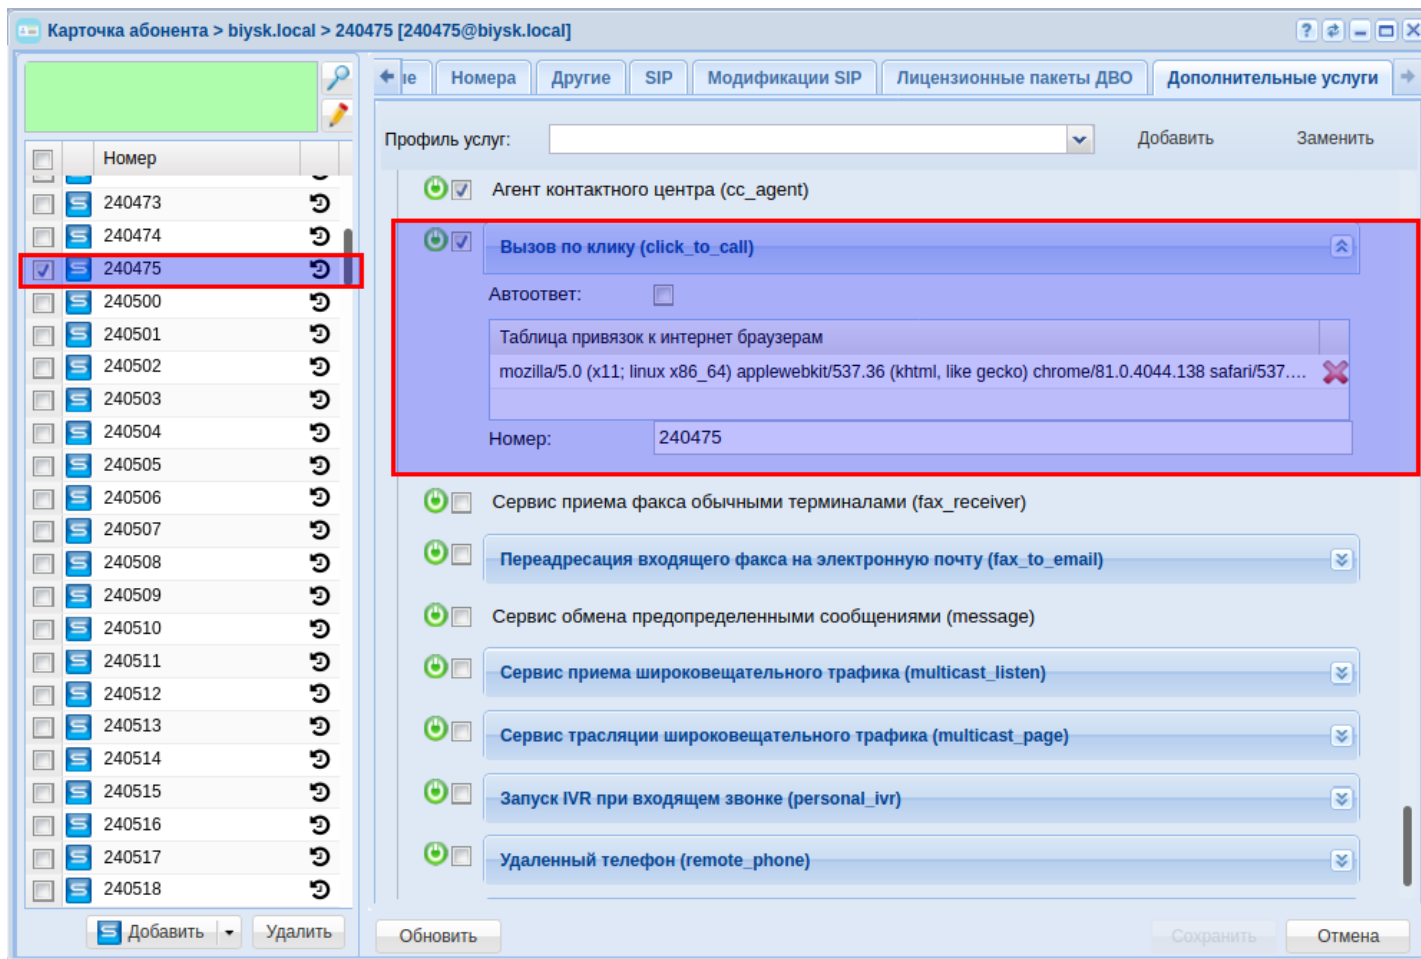 Карточка абонента > biysk.local > 240475 [240475@biysk.local]
ые Номера Другие SIP Модификации SIP Лицензионные пакеты ДВО Дополнительные услуги
Профиль услуг: Добавить Заменить
Номер
240473
240474
240475
240500
240501
240502
240503
240504
240505
240506
240507
240508
240509
240510
240511
240512
240513
240514
240515
240516
240517
240518
Добавить Удалить
Агент контактного центра (cc_agent)
Вызов по клику (click_to_call)
Автоответ:
Таблица привязок к интернет браузерам
mozilla/5.0 (x11; linux x86_64) applewebkit/537.36 (khtml, like gecko) chrome/81.0.4044.138 safari/537....
Номер: 240475
Сервис приема факса обычными терминалами (fax_receiver)
Переадресация входящего факса на электронную почту (fax_to_email)
Сервис обмена предопределенными сообщениями (message)
Сервис приема широковещательного трафика (multicast_listen)
Сервис трасляции широковещательного трафика (multicast_page)
Запуск IVR при входящем звонке (personal_ivr)
Удаленный телефон (remote_phone)
Обновить Сохранить Отмена